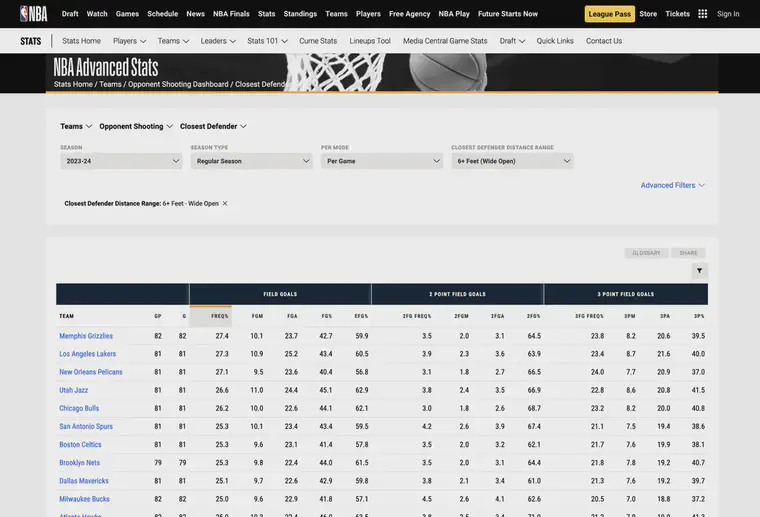 NBA Draft Watch Games Schedule News NBA Finals Stats Standings Teams Players Free Agency NBA Play Future Starts Now League Pass Store Tickets Sign In
STATS Stats Home Players Teams Leaders Stats 101 Cume Stats Lineups Tool Media Central Game Stats Draft Quick Links Contact Us
NBA Advanced Stats
Stats Home / Teams / Opponent Shooting Dashboard / Closest Defender
Teams Opponent Shooting Closest Defender
SEASON SEASON TYPE PER MODE CLOSEST DEFENDER DISTANCE RANGE
2023-24 Regular Season Per Game 6+ Feet (Wide Open)
Advanced Filters
Closest Defender Distance Range: 6+ Feet - Wide Open ✕
GLOSSARY SHARE
FIELD GOALS 2 POINT FIELD GOALS 3 POINT FIELD GOALS
TEAM GP G FREQ% FGM FGA FG% EFG% 2FG FREQ% 2FGM 2FGA 2FG% 3FG FREQ% 3PM 3PA 3P%
Memphis Grizzlies 82 82 27.4 10.1 23.7 42.7 59.9 3.5 2.0 3.1 64.5 23.8 8.2 20.6 39.5
Los Angeles Lakers 81 81 27.3 10.9 25.2 43.4 60.5 3.9 2.3 3.6 63.9 23.4 8.7 21.6 40.0
New Orleans Pelicans 81 81 27.1 9.5 23.6 40.4 56.8 3.1 1.8 2.7 66.5 24.0 7.7 20.9 37.0
Utah Jazz 81 81 26.6 11.0 24.4 45.1 62.9 3.8 2.4 3.5 66.9 22.8 8.6 20.8 41.5
Chicago Bulls 81 81 26.2 10.0 22.6 44.1 62.1 3.0 1.8 2.6 68.7 23.2 8.2 20.0 40.8
San Antonio Spurs 81 81 25.3 10.1 23.4 43.4 59.5 4.2 2.6 3.9 67.4 21.1 7.5 19.4 38.6
Boston Celtics 81 81 25.3 9.6 23.1 41.4 57.8 3.5 2.0 3.2 62.1 21.7 7.6 19.9 38.1
Brooklyn Nets 79 79 25.3 9.8 22.4 44.0 61.5 3.5 2.0 3.1 64.4 21.8 7.8 19.2 40.7
Dallas Mavericks 81 81 25.1 9.7 22.6 42.9 59.8 3.8 2.1 3.4 61.0 21.3 7.6 19.2 39.7
Milwaukee Bucks 82 82 25.0 9.6 22.9 41.8 57.1 4.5 2.6 4.1 62.6 20.5 7.0 18.8 37.2